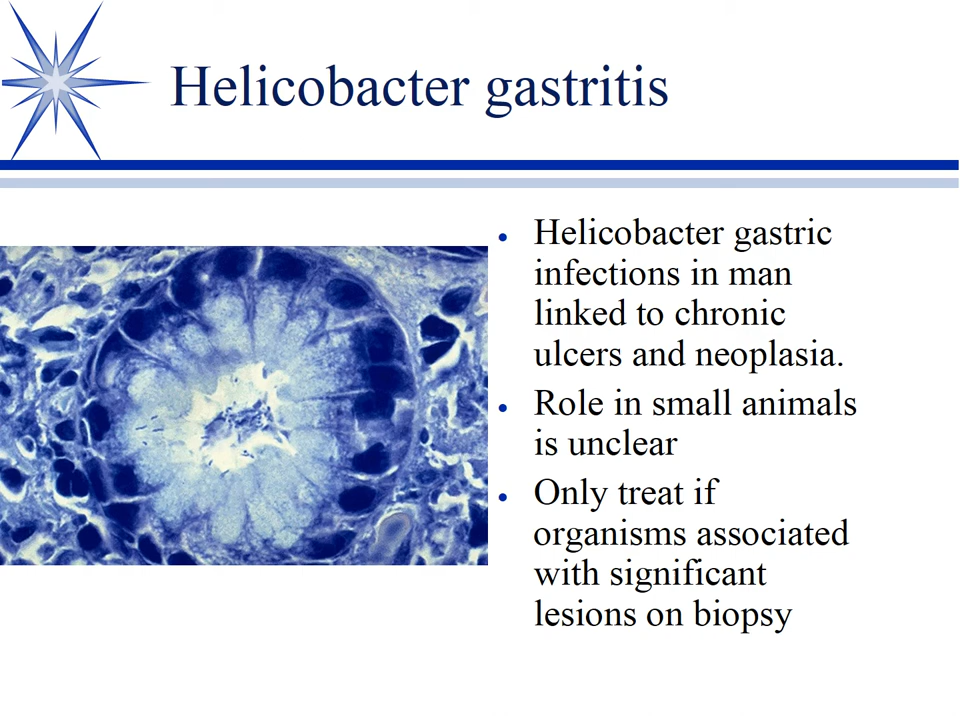 Helicobacter gastritis
• Helicobacter gastric
infections in man
linked to chronic
ulcers and neoplasia.
• Role in small animals
is unclear
• Only treat if
organisms associated
with significant
lesions on biopsy